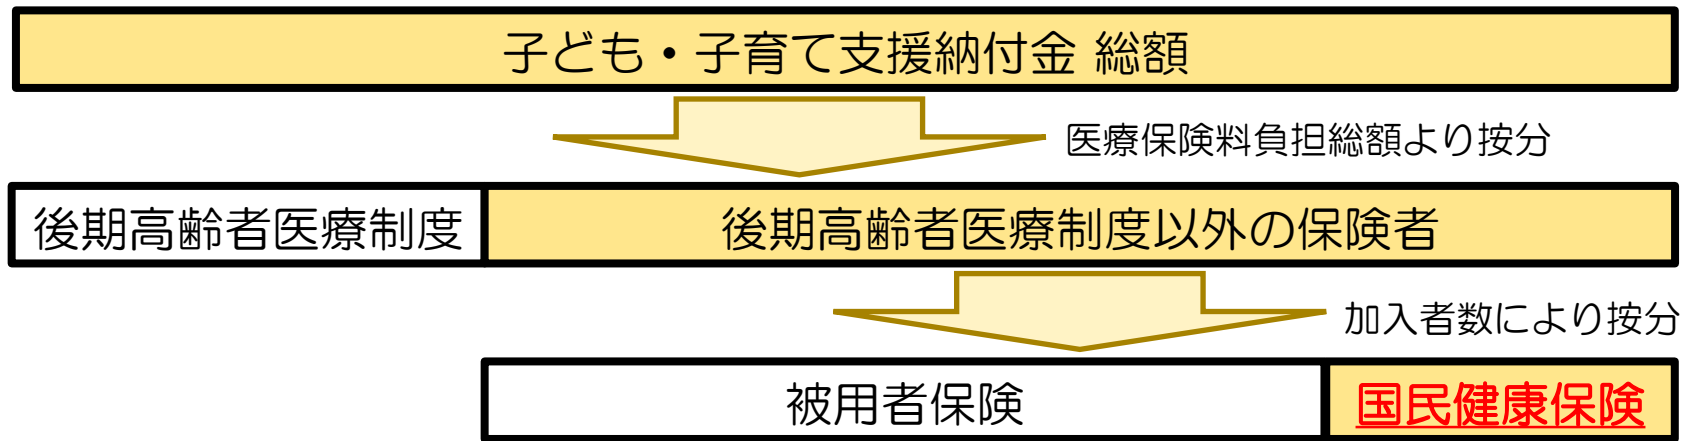 子ども・子育て支援納付金 総額
医療保険料負担総額より按分
後期高齢者医療制度
後期高齢者医療制度以外の保険者
加入者数により按分
被用者保険
国民健康保険